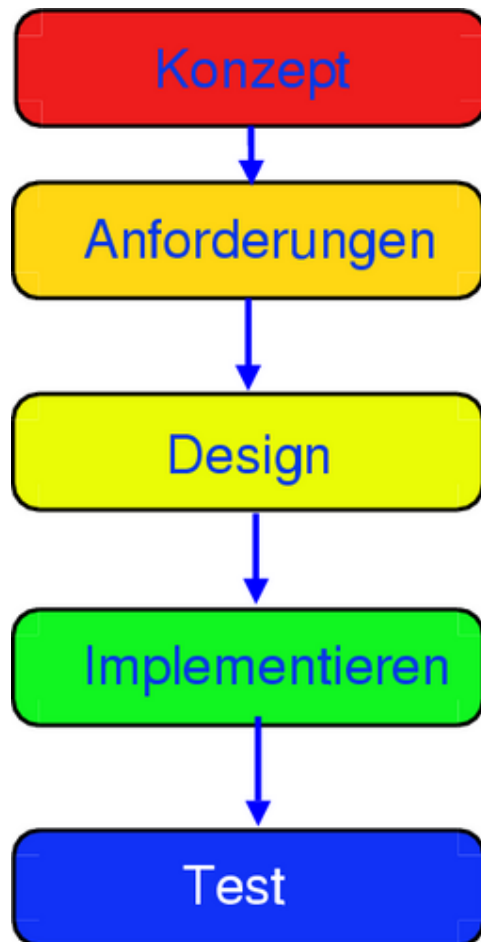 Konzept
Anforderungen
Design
Implementieren
Test